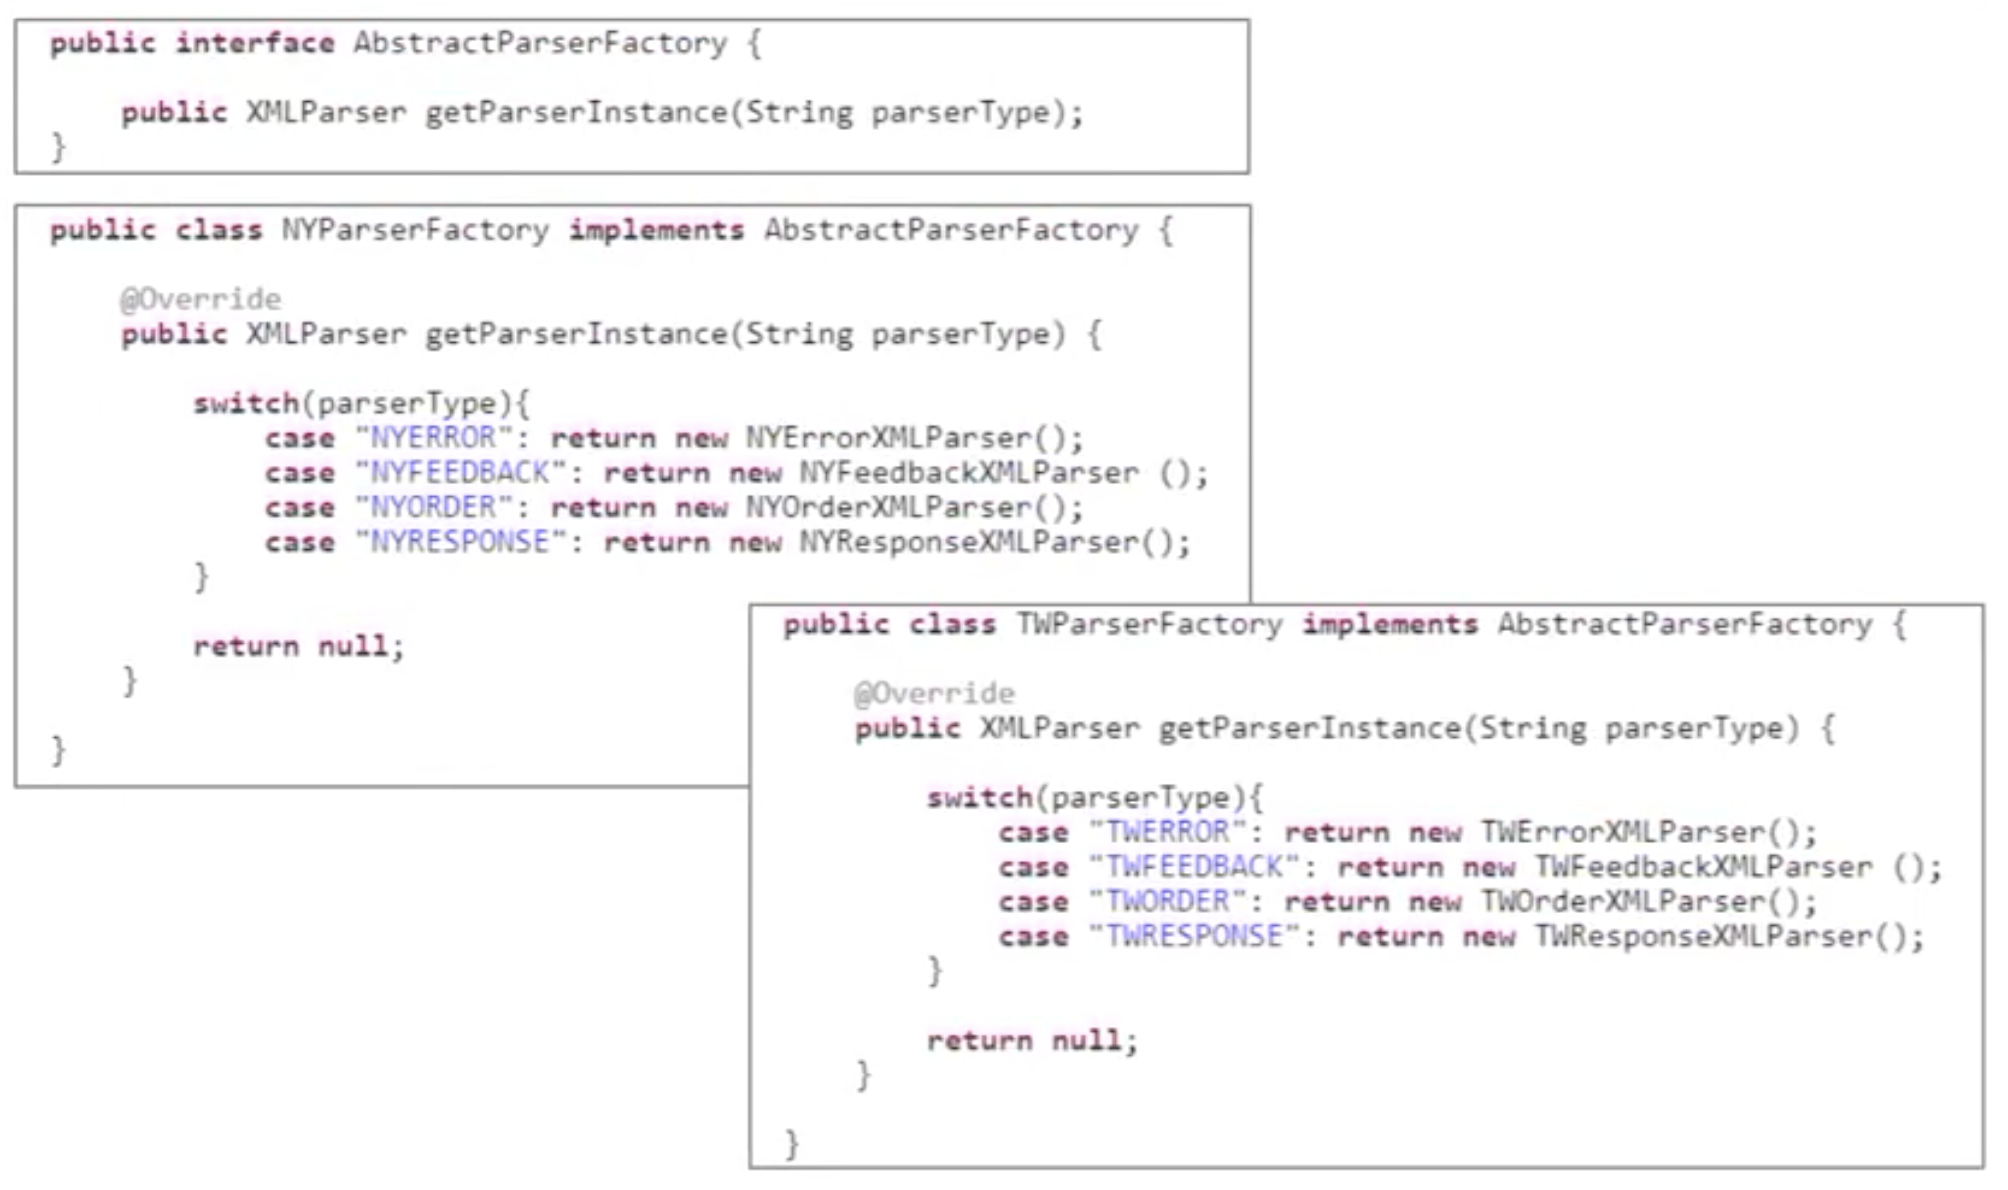 public interface AbstractParserFactory {
public XMLParser getParserInstance(String parserType);
}
public class NYParserFactory implements AbstractParserFactory {
@Override
public XMLParser getParserInstance(String parserType) {
switch(parserType){
case "NYERROR": return new NYErrorXMLParser();
case "NYFEEDBACK": return new NYFeedbackXMLParser ();
case "NYORDER": return new NYOrderXMLParser();
case "NYRESPONSE": return new NYResponseXMLParser();
}
return null;
}
}
public class TWParserFactory implements AbstractParserFactory {
@Override
public XMLParser getParserInstance(String parserType) {
switch(parserType){
case "TWERROR": return new TWErrorXMLParser();
case "TWFEEDBACK": return new TWFeedbackXMLParser ();
case "TWORDER": return new TWOrderXMLParser();
case "TWRESPONSE": return new TWResponseXMLParser();
}
return null;
}
}